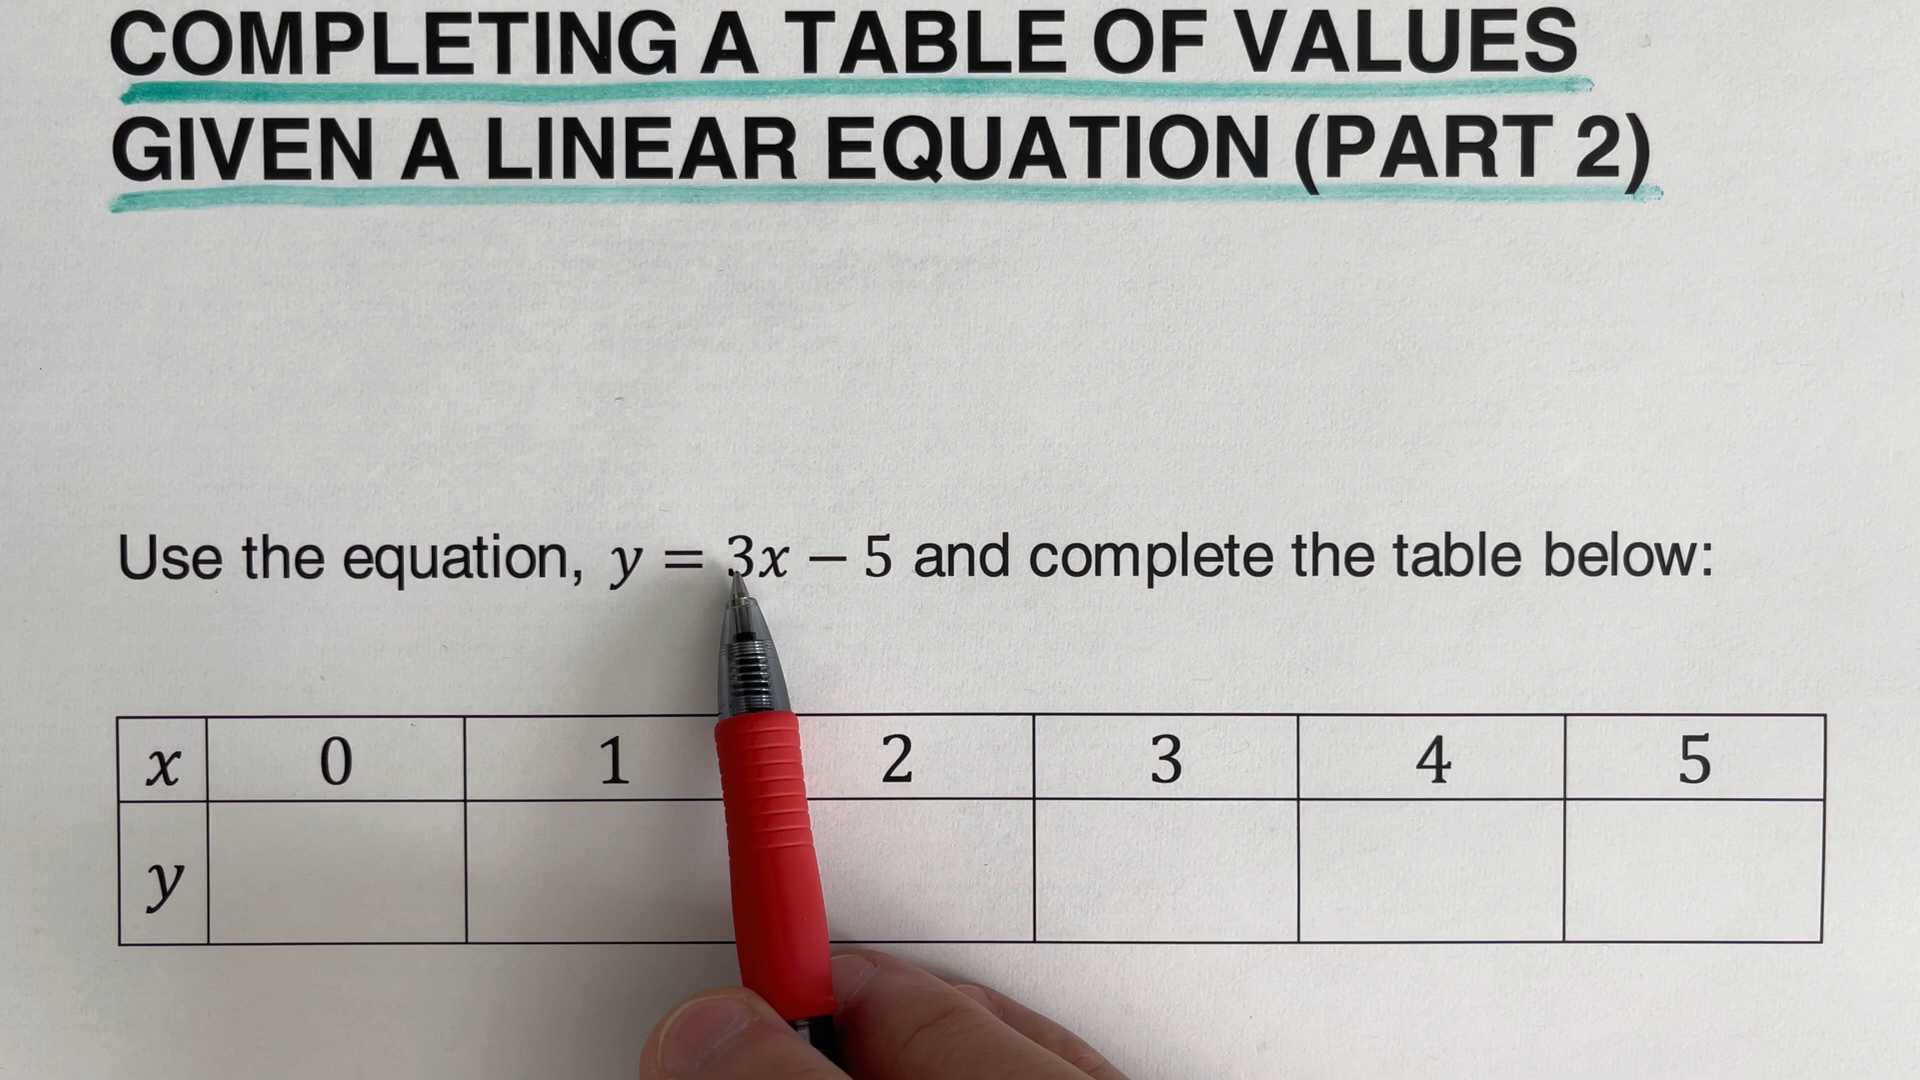 COMPLETING A TABLE OF VALUES
GIVEN A LINEAR EQUATION (PART 2)
Use the equation, y = 3x – 5 and complete the table below:
x 0 1 2 3 4 5
y